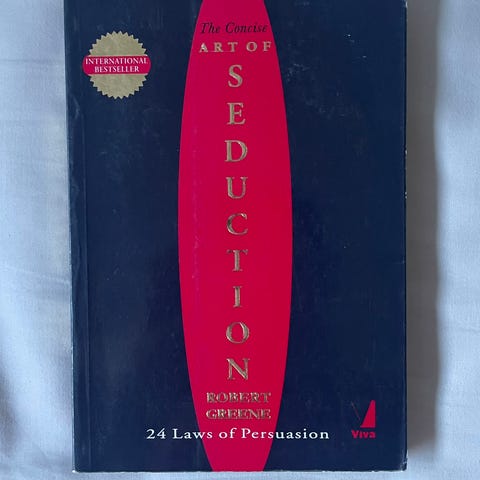 The Concise
ART OF
SEDUCTION
INTERNATIONAL
BESTSELLER
ROBERT
GREENE
24 Laws of Persuasion
Viva